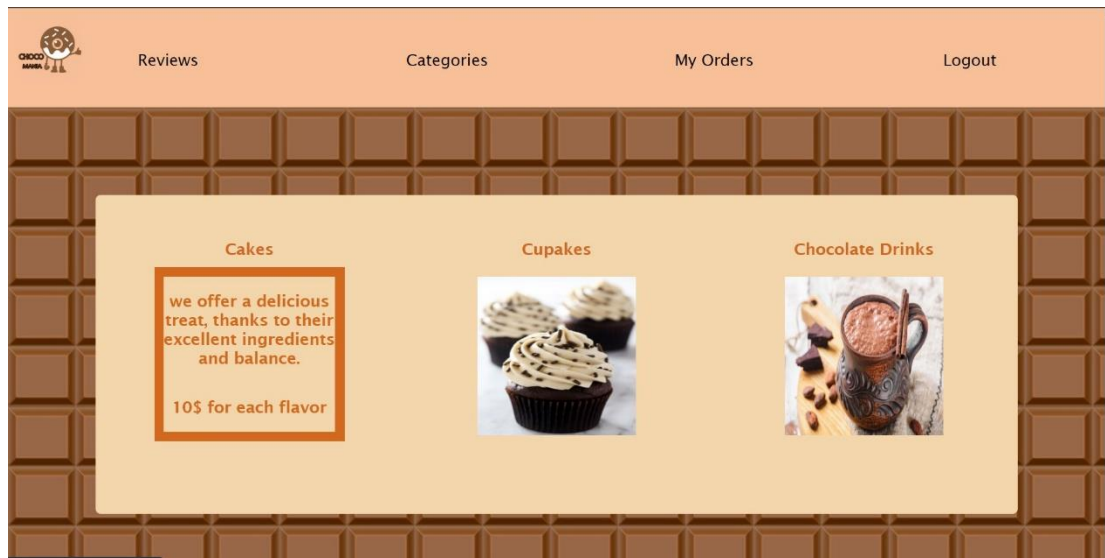 CHOCO
MANIA
Reviews
Categories
My Orders
Logout
Cakes
Cupakes
Chocolate Drinks
we offer a delicious
treat, thanks to their
excellent ingredients
and balance.
10$ for each flavor